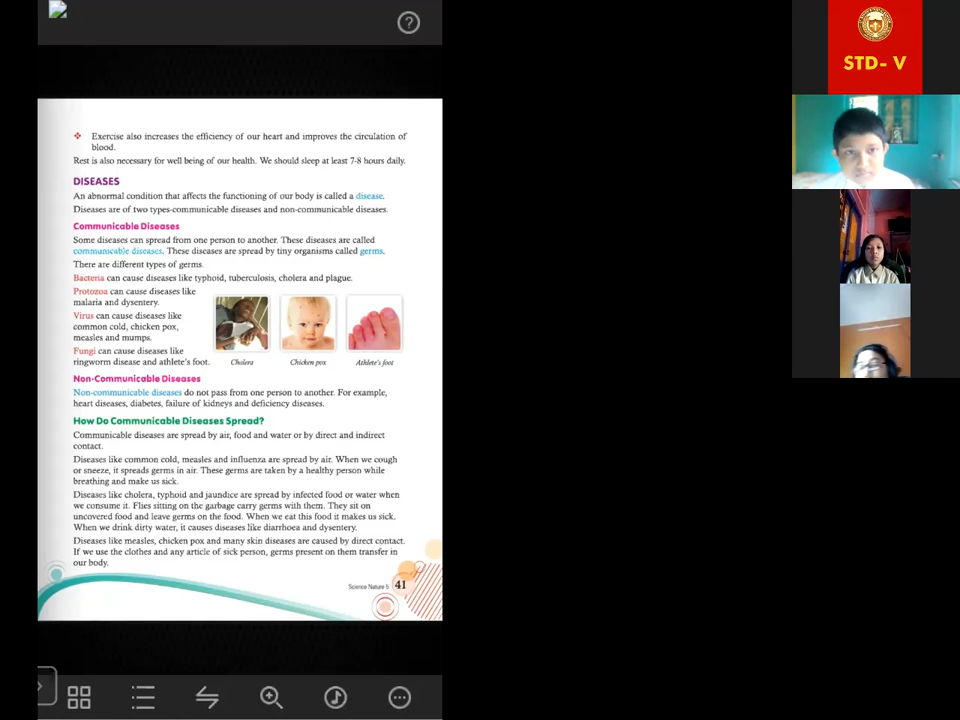 STD- V
Exercise also increases the efficiency of our heart and improves the circulation of
blood.
Rest is also necessary for well being of our health. We should sleep at least 7-8 hours daily.
DISEASES
An abnormal condition that affects the functioning of our body is called a disease.
Diseases are of two types-communicable diseases and non-communicable diseases.
Communicable Diseases
Some diseases can spread from one person to another. These diseases are called
communicable diseases. These diseases are spread by tiny organisms called germs.
There are different types of germs.
Bacteria can cause diseases like typhoid, tuberculosis, cholera and plague.
Protozoa can cause diseases like
malaria and dysentery.
Virus can cause diseases like
common cold, chicken pox,
measles and mumps.
Fungi can cause diseases like
ringworm disease and athlete's foot.
Cholera
Chicken pox
Athlete's foot
Non-Communicable Diseases
Non-communicable diseases do not pass from one person to another. For example,
heart diseases, diabetes, failure of kidneys and deficiency diseases.
How Do Communicable Diseases Spread?
Communicable diseases are spread by air, food and water or by direct and indirect
contact.
Diseases like common cold, measles and influenza are spread by air. When we cough
or sneeze, it spreads germs in air. These germs are taken by a healthy person while
breathing and make us sick.
Diseases like cholera, typhoid and jaundice are spread by infected food or water when
we consume it. Flies sitting on the garbage carry germs with them. They sit on
uncovered food and leave germs on the food. When we eat this food it makes us sick.
When we drink dirty water, it causes diseases like diarrhoea and dysentery.
Diseases like measles, chicken pox and many skin diseases are caused by direct contact.
If we use the clothes and any article of sick person, germs present on them transfer in
our body.
Science Nature-5 41